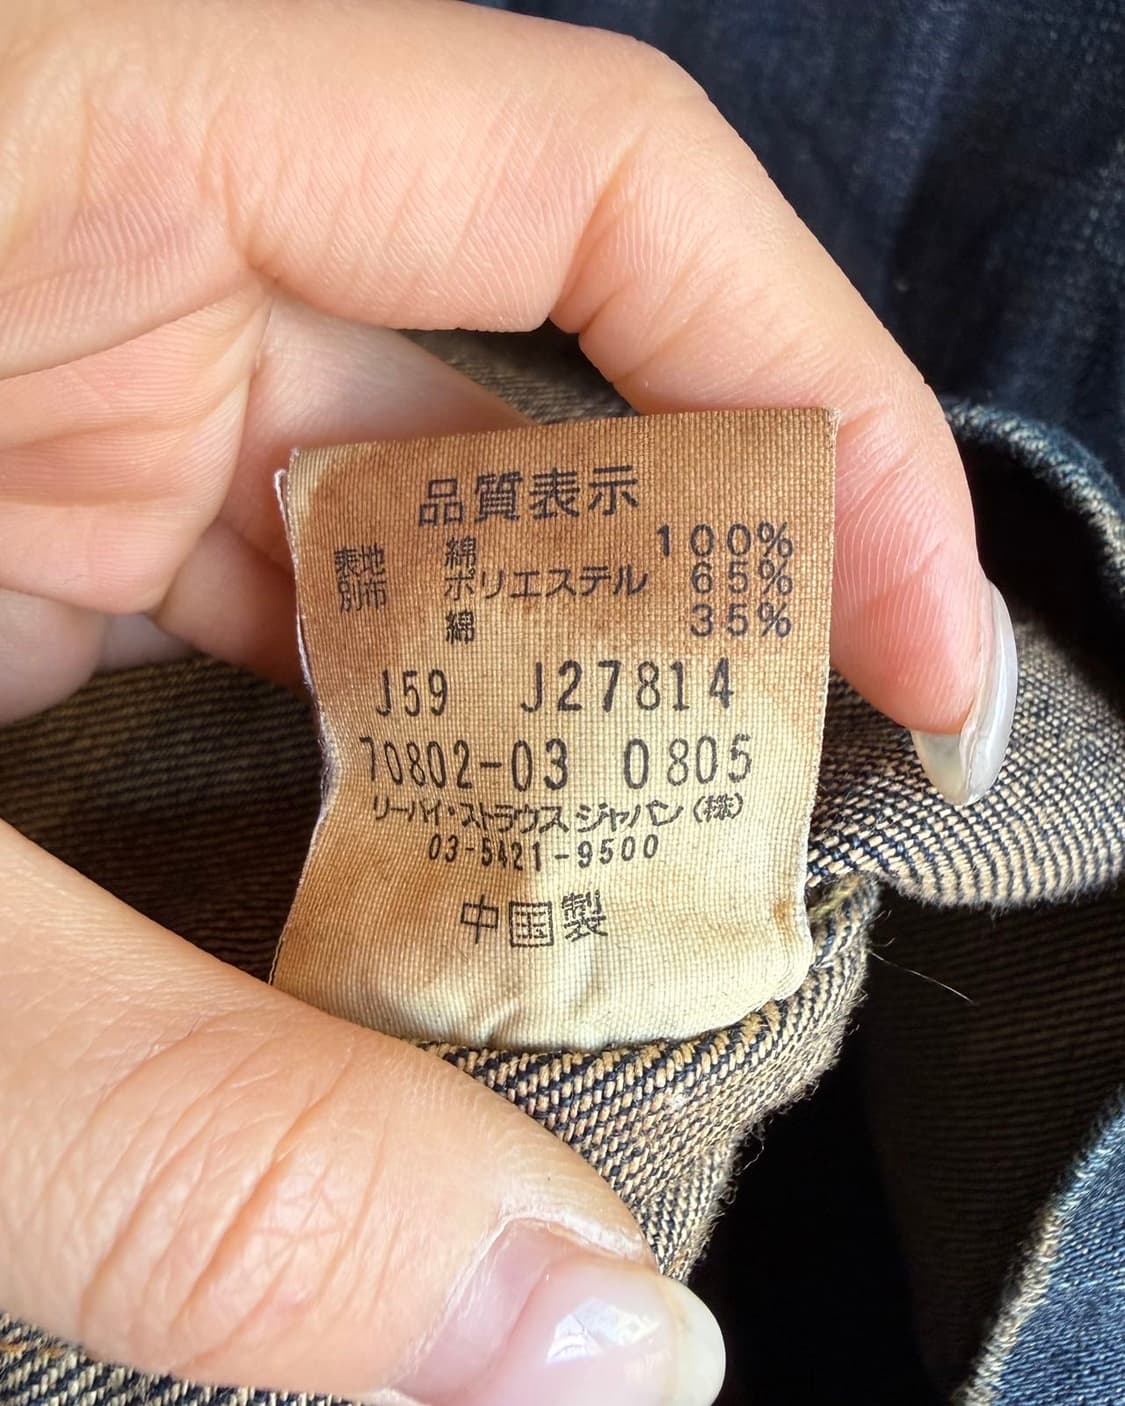 品質表示
表地 綿 100%
別布 ポリエステル 65%
綿 35%
J59 J27814
70802-03 0805
リーバイ・ストラウス ジャパン(株)
03-5421-9500
中国製